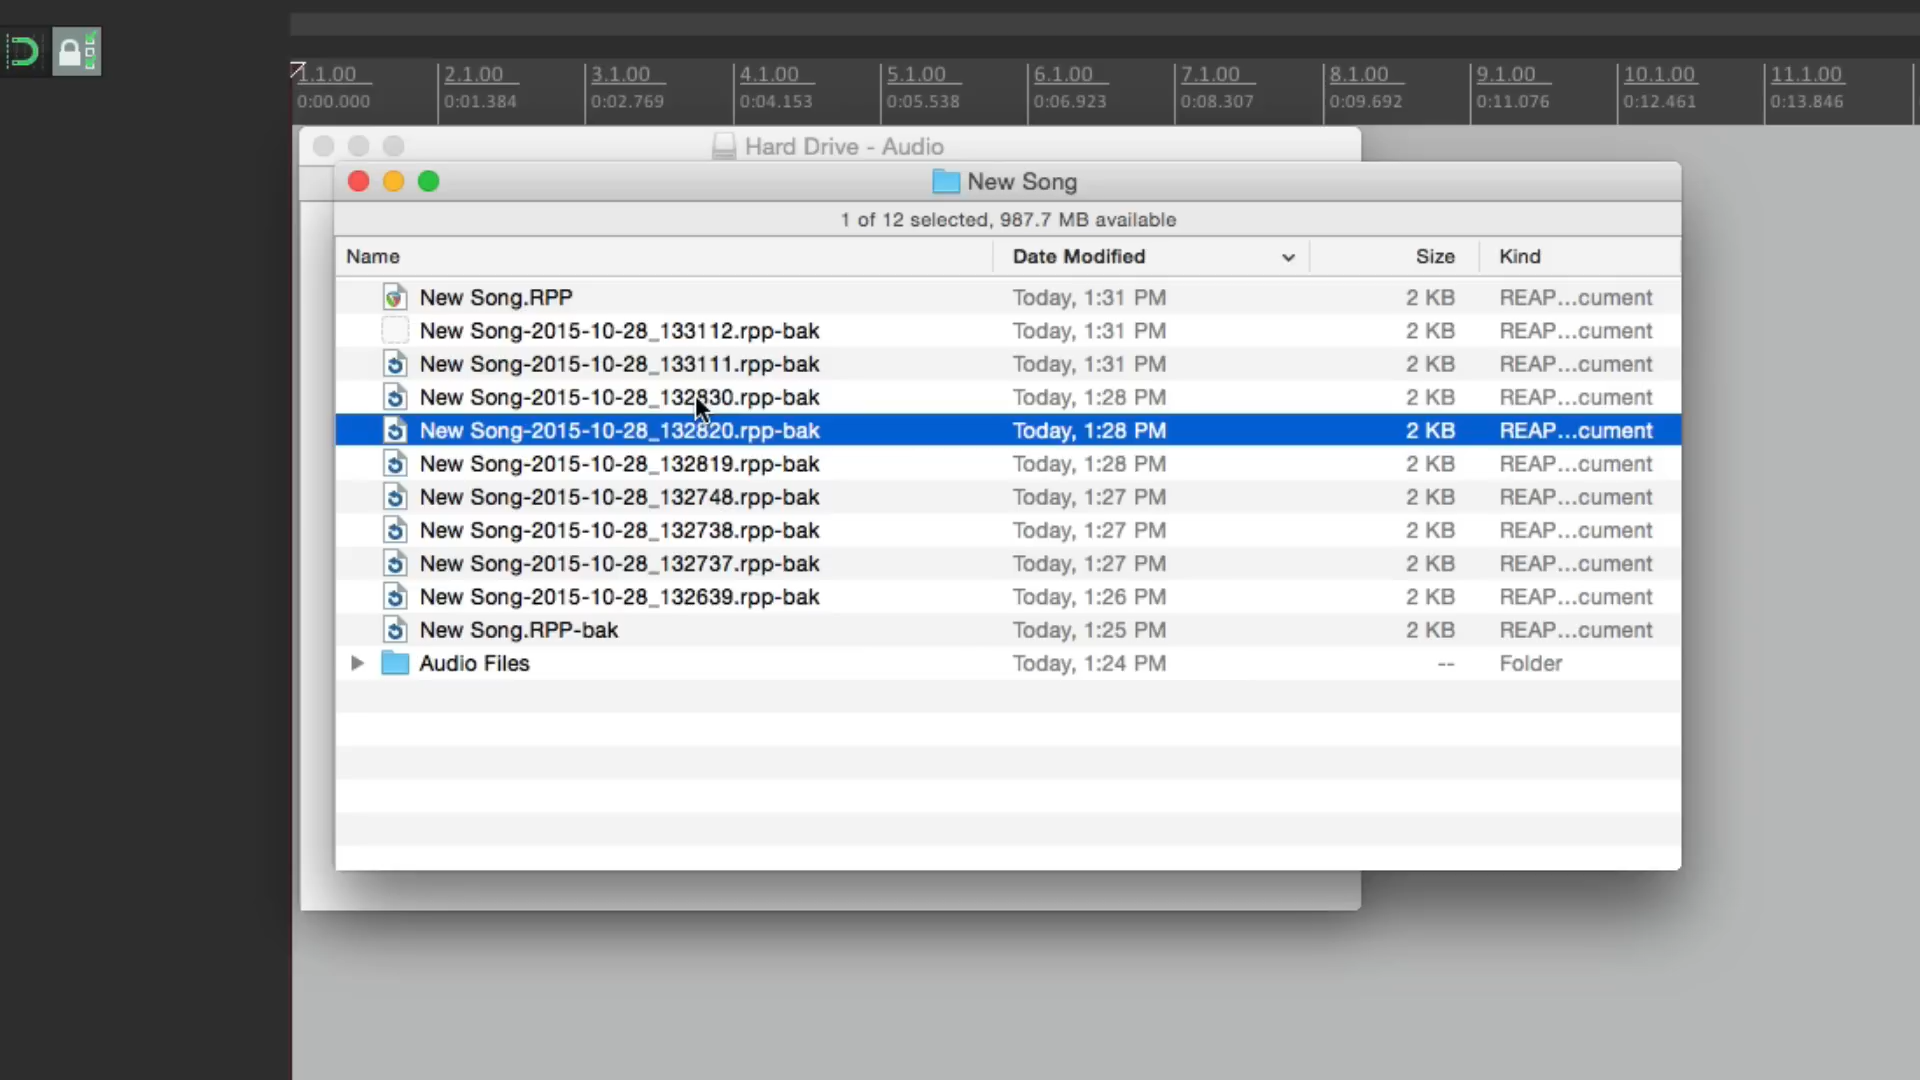 1.1.00 2.1.00 3.1.00 4.1.00 5.1.00 6.1.00 7.1.00 8.1.00 9.1.00 10.1.00 11.1.00
0:00.000 0:01.384 0:02.769 0:04.153 0:05.538 0:06.923 0:08.307 0:09.692 0:11.076 0:12.461 0:13.846
Hard Drive - Audio
New Song
1 of 12 selected, 987.7 MB available
Name Date Modified Size Kind
New Song.RPP Today, 1:31 PM 2 KB REAP...cument
New Song-2015-10-28_133112.rpp-bak Today, 1:31 PM 2 KB REAP...cument
New Song-2015-10-28_133111.rpp-bak Today, 1:31 PM 2 KB REAP...cument
New Song-2015-10-28_132830.rpp-bak Today, 1:28 PM 2 KB REAP...cument
New Song-2015-10-28_132820.rpp-bak Today, 1:28 PM 2 KB REAP...cument
New Song-2015-10-28_132819.rpp-bak Today, 1:28 PM 2 KB REAP...cument
New Song-2015-10-28_132748.rpp-bak Today, 1:27 PM 2 KB REAP...cument
New Song-2015-10-28_132738.rpp-bak Today, 1:27 PM 2 KB REAP...cument
New Song-2015-10-28_132737.rpp-bak Today, 1:27 PM 2 KB REAP...cument
New Song-2015-10-28_132639.rpp-bak Today, 1:26 PM 2 KB REAP...cument
New Song.RPP-bak Today, 1:25 PM 2 KB REAP...cument
Audio Files Today, 1:24 PM -- Folder